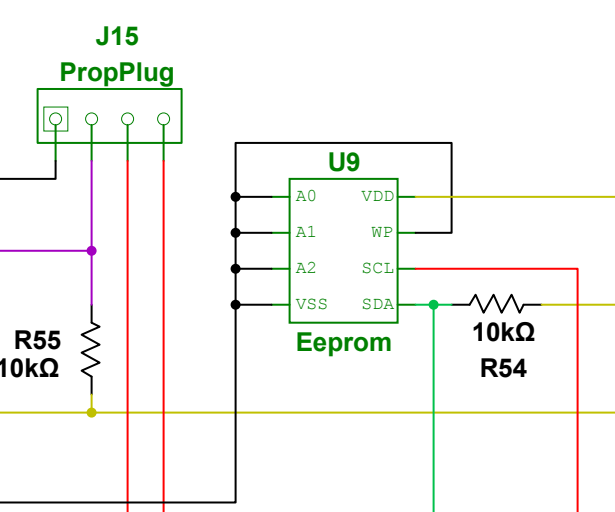 J15
PropPlug
U9
A0 VDD
A1 WP
A2 SCL
VSS SDA
Eeprom
10kΩ
R54
R55
10kΩ